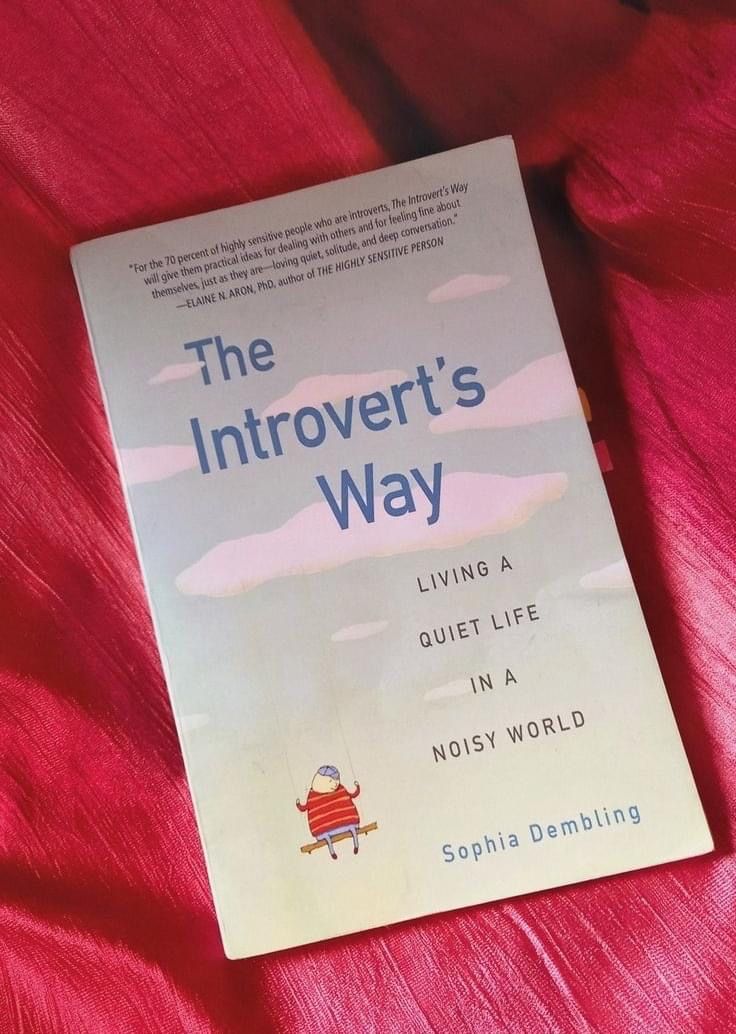 "For the 70 percent of highly sensitive people who are introverts, The Introvert's Way
will give them practical ideas for dealing with others and for feeling fine about
themselves, just as they are—loving quiet, solitude, and deep conversation."
—ELAINE N. ARON, PhD, author of THE HIGHLY SENSITIVE PERSON
The
Introvert's
Way
LIVING A
QUIET LIFE
IN A
NOISY WORLD
Sophia Dembling